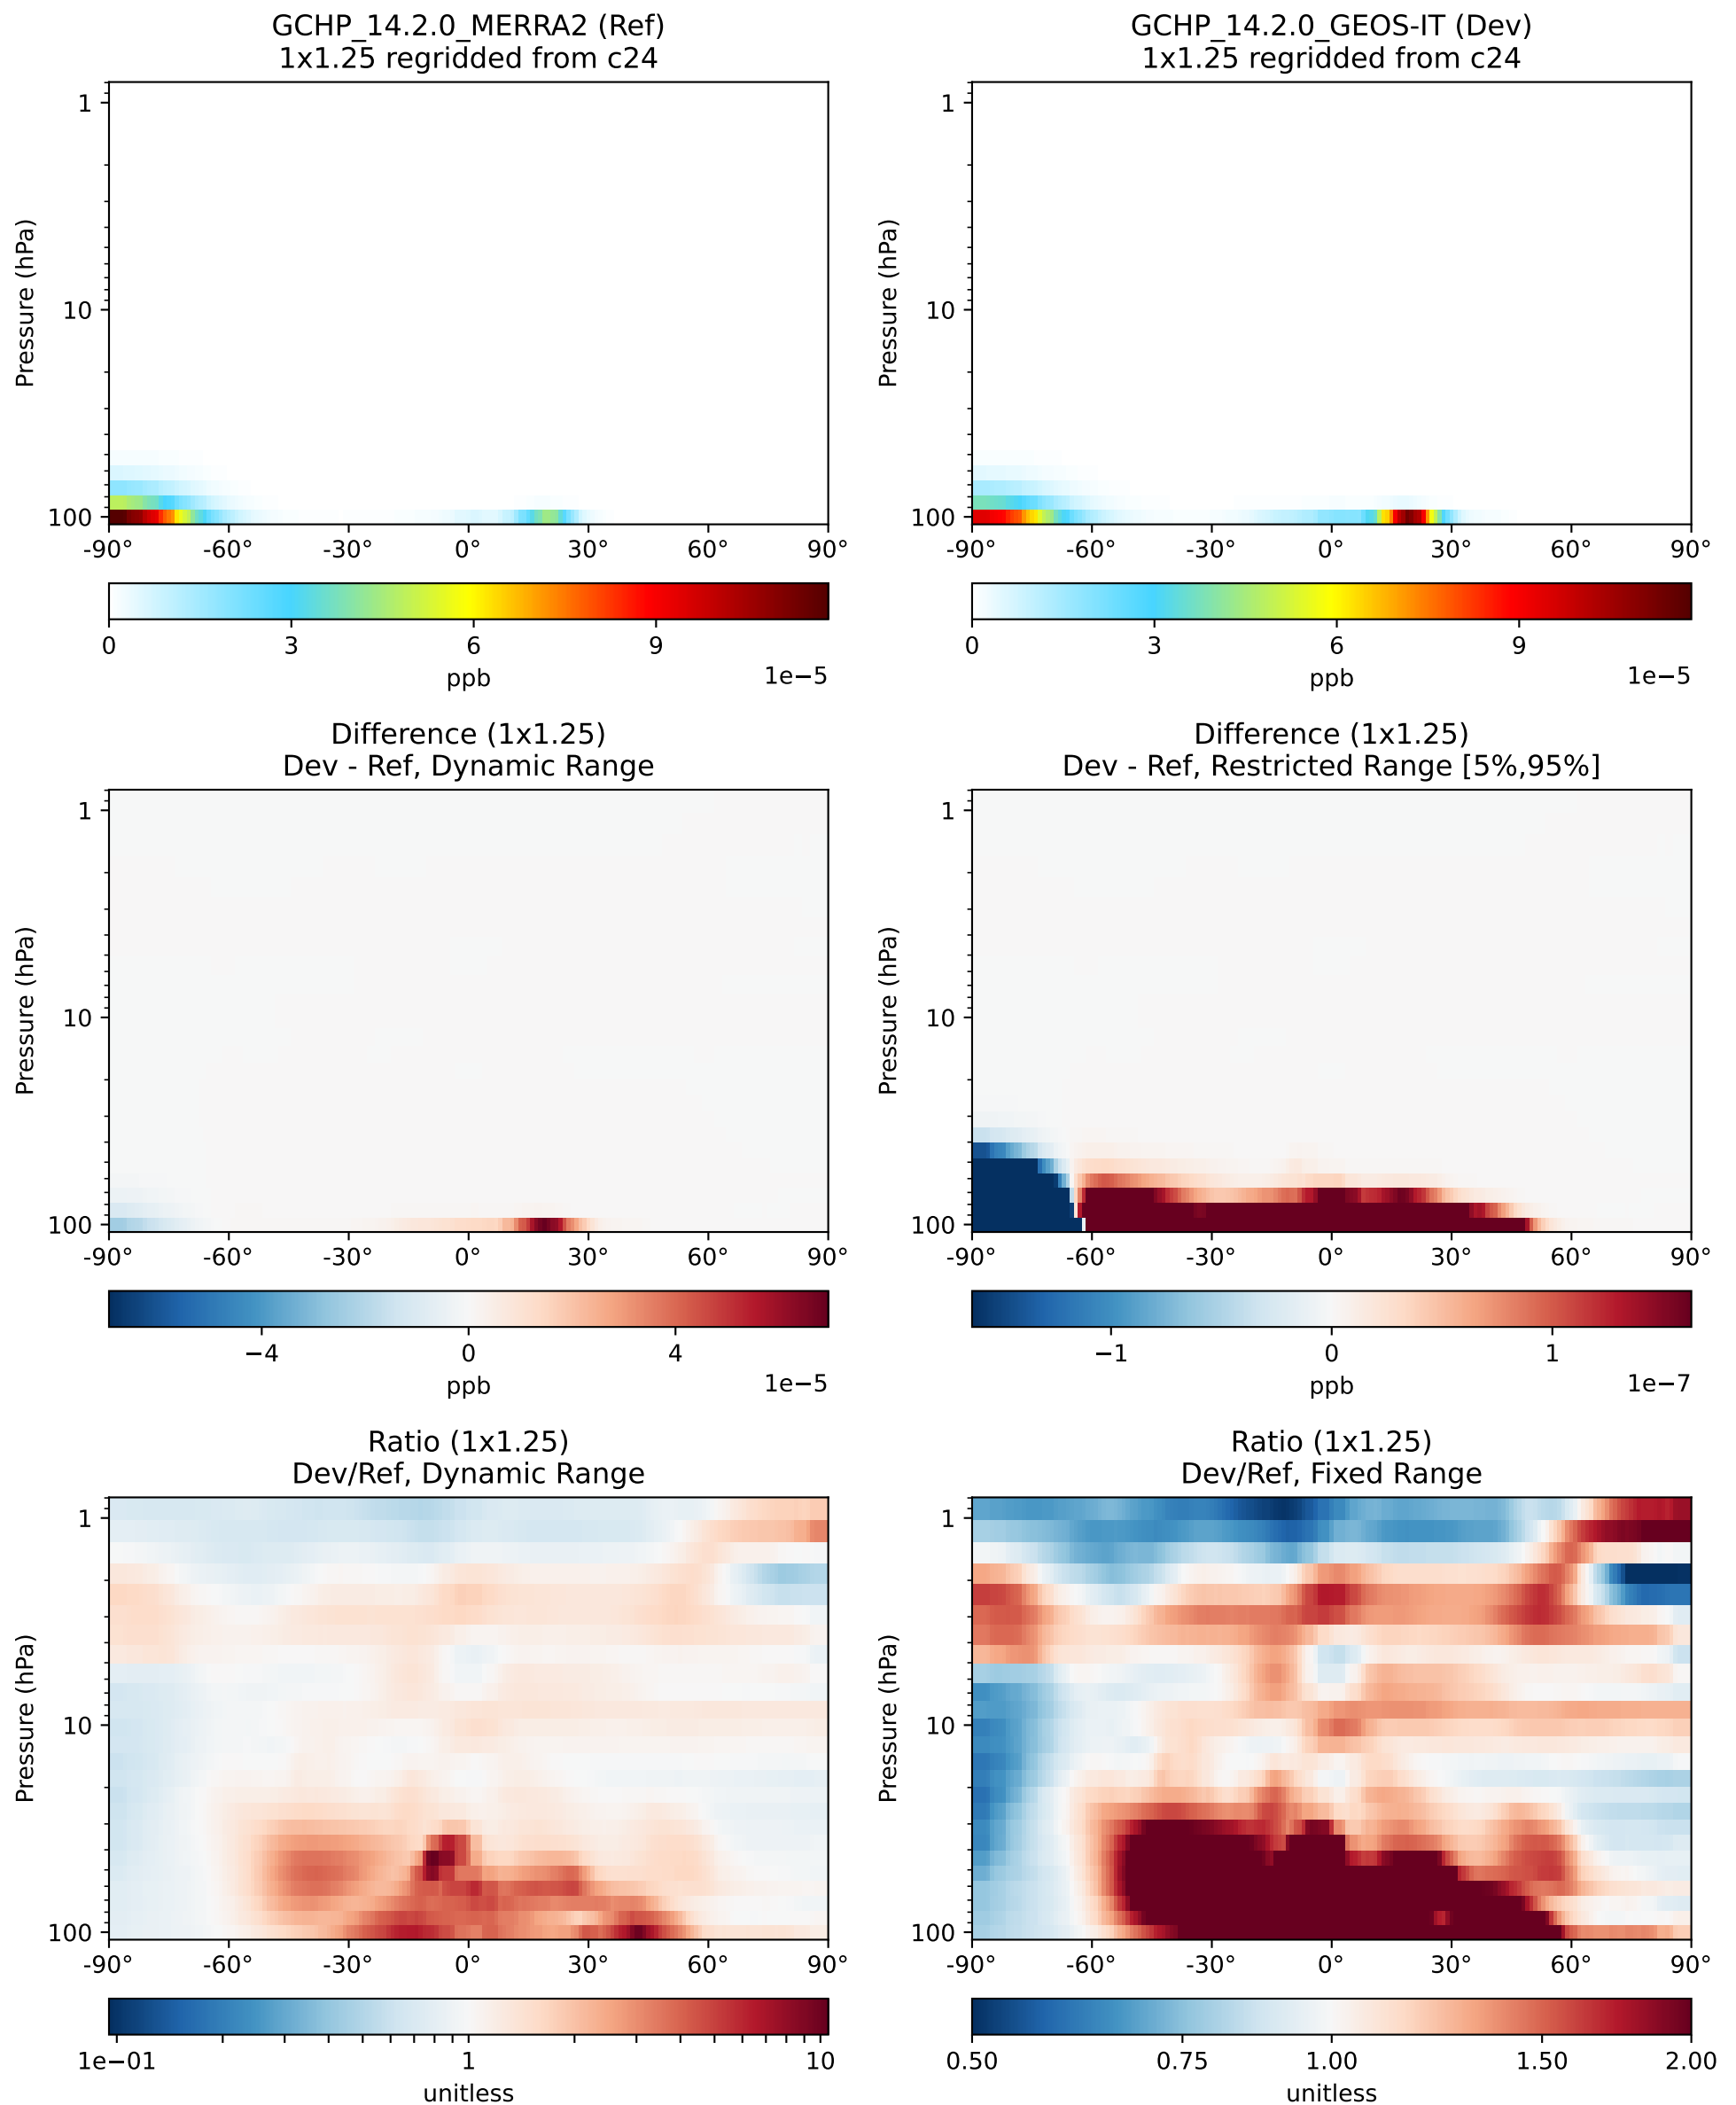 GCHP_14.2.0_MERRA2 (Ref)
1x1.25 regridded from c24
Pressure (hPa)
1
10
100
-90° -60° -30° 0° 30° 60° 90°
0 3 6 9
1e−5
ppb
GCHP_14.2.0_GEOS-IT (Dev)
1x1.25 regridded from c24
Pressure (hPa)
1
10
100
-90° -60° -30° 0° 30° 60° 90°
0 3 6 9
1e−5
ppb
Difference (1x1.25)
Dev - Ref, Dynamic Range
Pressure (hPa)
1
10
100
-90° -60° -30° 0° 30° 60° 90°
−4 0 4
1e−5
ppb
Difference (1x1.25)
Dev - Ref, Restricted Range [5%,95%]
Pressure (hPa)
1
10
100
-90° -60° -30° 0° 30° 60° 90°
−1 0 1
1e−7
ppb
Ratio (1x1.25)
Dev/Ref, Dynamic Range
Pressure (hPa)
1
10
100
-90° -60° -30° 0° 30° 60° 90°
1e−01 1 10
unitless
Ratio (1x1.25)
Dev/Ref, Fixed Range
Pressure (hPa)
1
10
100
-90° -60° -30° 0° 30° 60° 90°
0.50 0.75 1.00 1.50 2.00
unitless